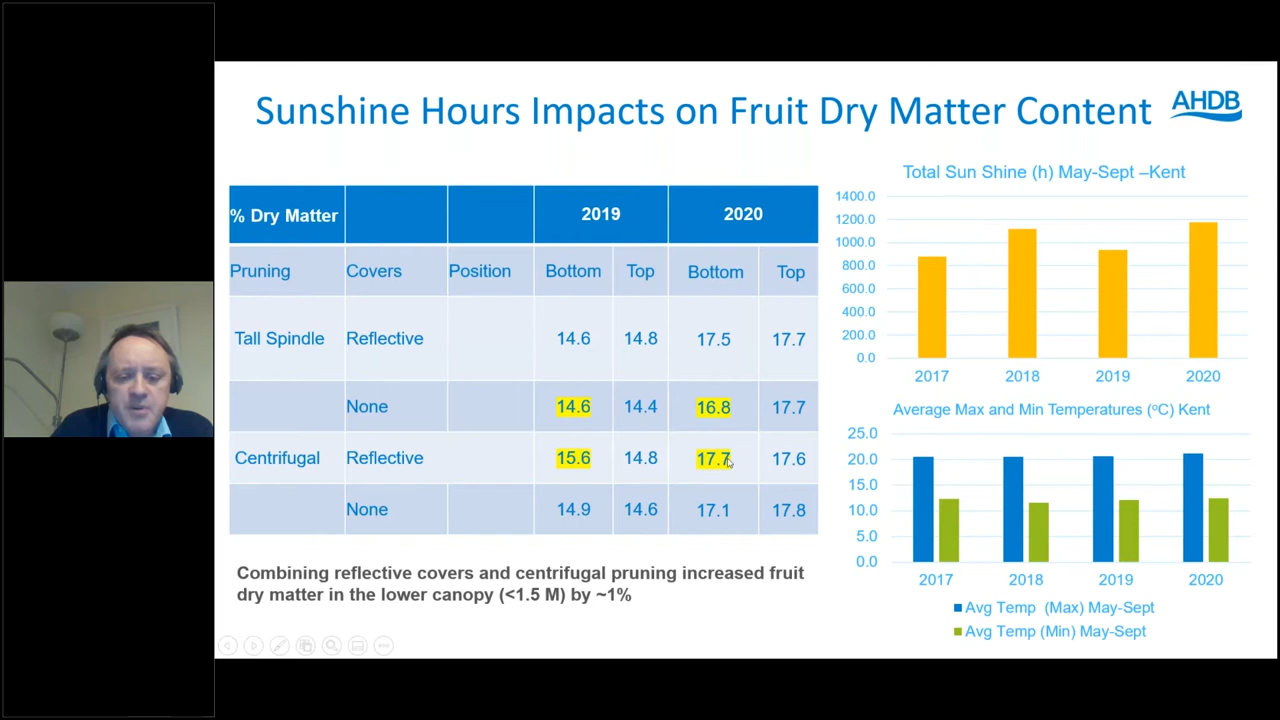 Sunshine Hours Impacts on Fruit Dry Matter Content
AHDB
% Dry Matter 2019 2020
Pruning Covers Position Bottom Top Bottom Top
Tall Spindle Reflective 14.6 14.8 17.5 17.7
None 14.6 14.4 16.8 17.7
Centrifugal Reflective 15.6 14.8 17.7 17.6
None 14.9 14.6 17.1 17.8
Combining reflective covers and centrifugal pruning increased fruit
dry matter in the lower canopy (<1.5 M) by ~1%
Total Sun Shine (h) May-Sept –Kent
1400.0
1200.0
1000.0
800.0
600.0
400.0
200.0
0.0
2017 2018 2019 2020
Average Max and Min Temperatures (ºC) Kent
25.0
20.0
15.0
10.0
5.0
0.0
2017 2018 2019 2020
Avg Temp (Max) May-Sept
Avg Temp (Min) May-Sept